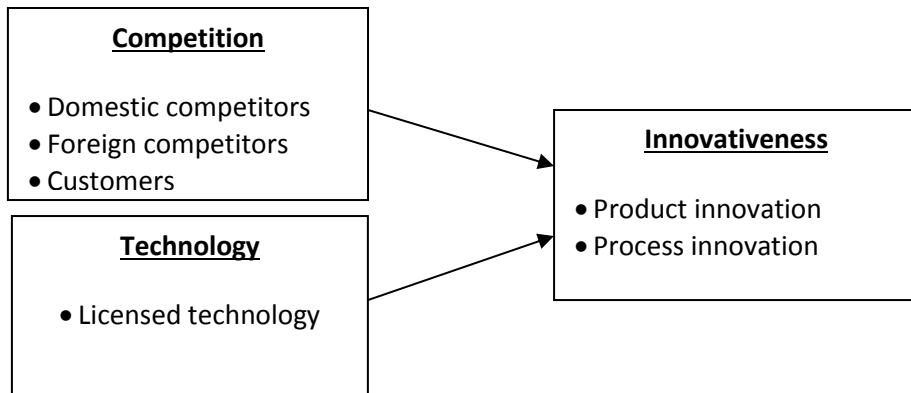 Competition
• Domestic competitors
• Foreign competitors
• Customers
Technology
• Licensed technology
Innovativeness
• Product innovation
• Process innovation